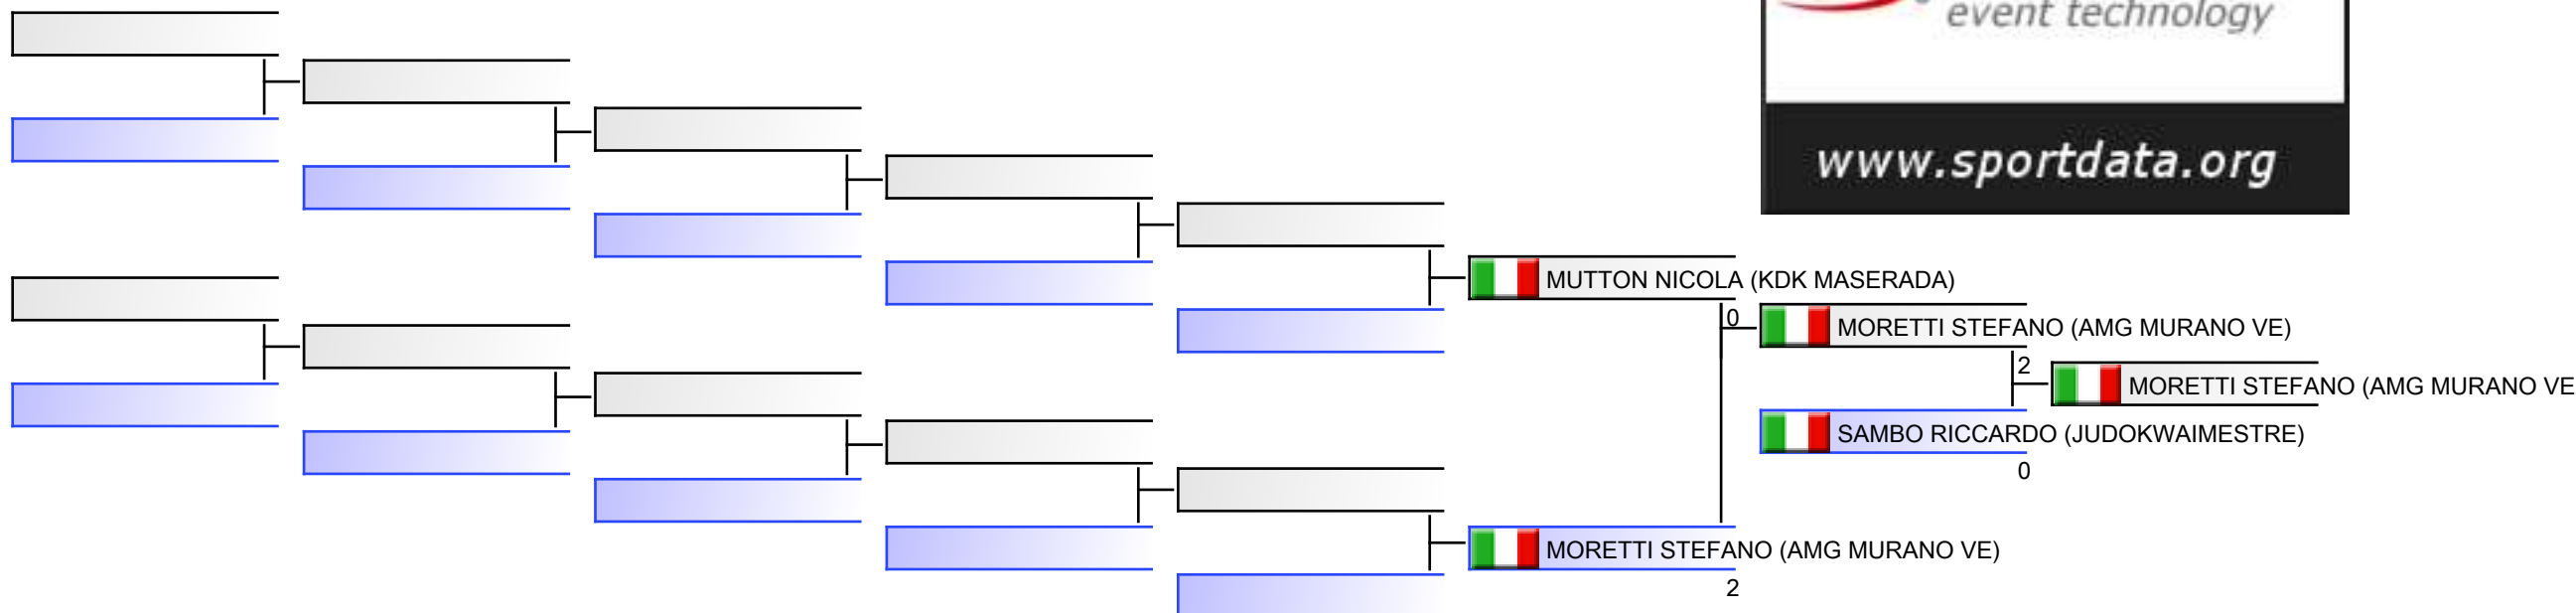 event technology
www.sportdata.org
MUTTON NICOLA (KDK MASERADA)
0
MORETTI STEFANO (AMG MURANO VE)
2
MORETTI STEFANO (AMG MURANO VE
SAMBO RICCARDO (JUDOKWAIMESTRE)
0
MORETTI STEFANO (AMG MURANO VE)
2